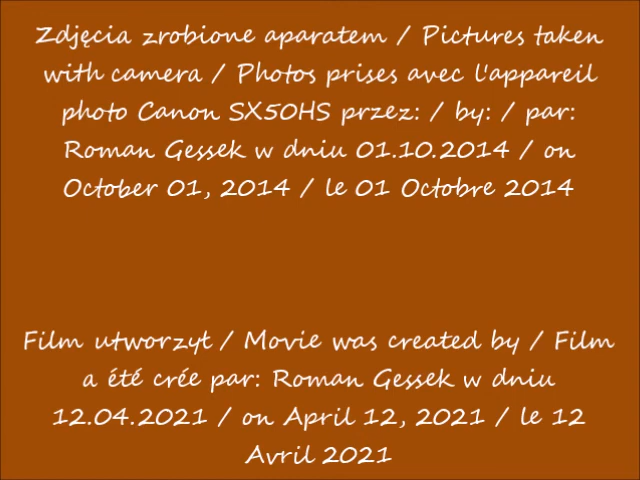 Zdjęcia zrobione aparatem / Pictures taken
with camera / Photos prises avec l'appareil
photo Canon SX50HS przez: / by: / par:
Roman Gessek w dniu 01.10.2014 / on
October 01, 2014 / le 01 Octobre 2014
Film utworzył / Movie was created by / Film
a été crée par: Roman Gessek w dniu
12.04.2021 / on April 12, 2021 / le 12
Avril 2021